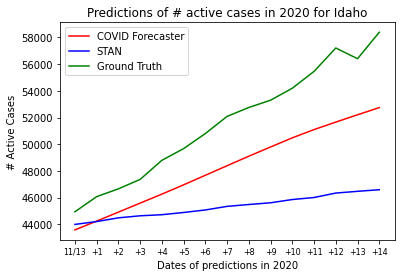 Predictions of # active cases in 2020 for Idaho
COVID Forecaster
STAN
Ground Truth
# Active Cases
58000
56000
54000
52000
50000
48000
46000
44000
11/13 +1 +2 +3 +4 +5 +6 +7 +8 +9 +10 +11 +12 +13 +14
Dates of predictions in 2020